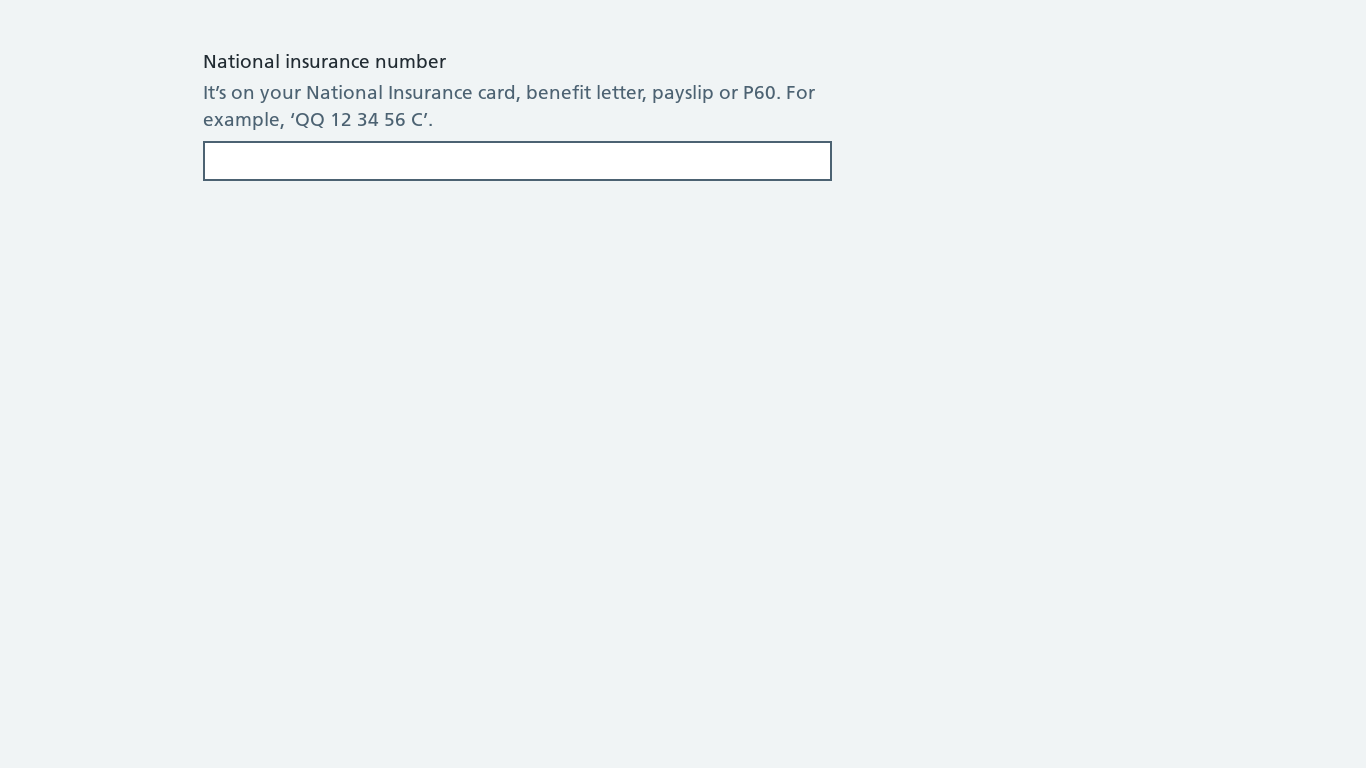 National insurance number
It’s on your National Insurance card, benefit letter, payslip or P60. For
example, ‘QQ 12 34 56 C’.